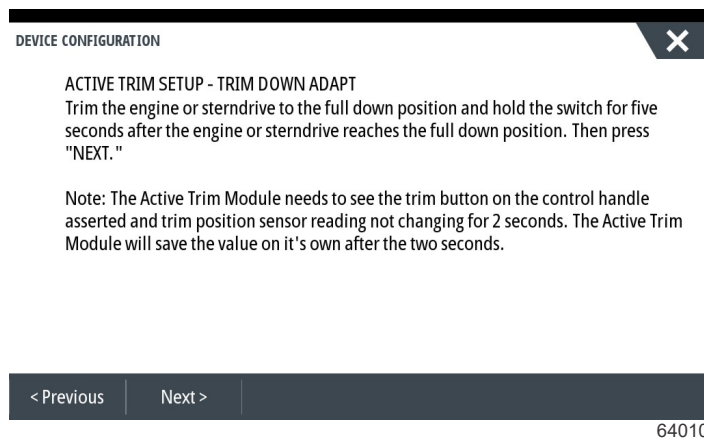 DEVICE CONFIGURATION
ACTIVE TRIM SETUP - TRIM DOWN ADAPT
Trim the engine or sterndrive to the full down position and hold the switch for five
seconds after the engine or sterndrive reaches the full down position. Then press
"NEXT."
Note: The Active Trim Module needs to see the trim button on the control handle
asserted and trim position sensor reading not changing for 2 seconds. The Active Trim
Module will save the value on it's own after the two seconds.
< Previous
Next >
64010